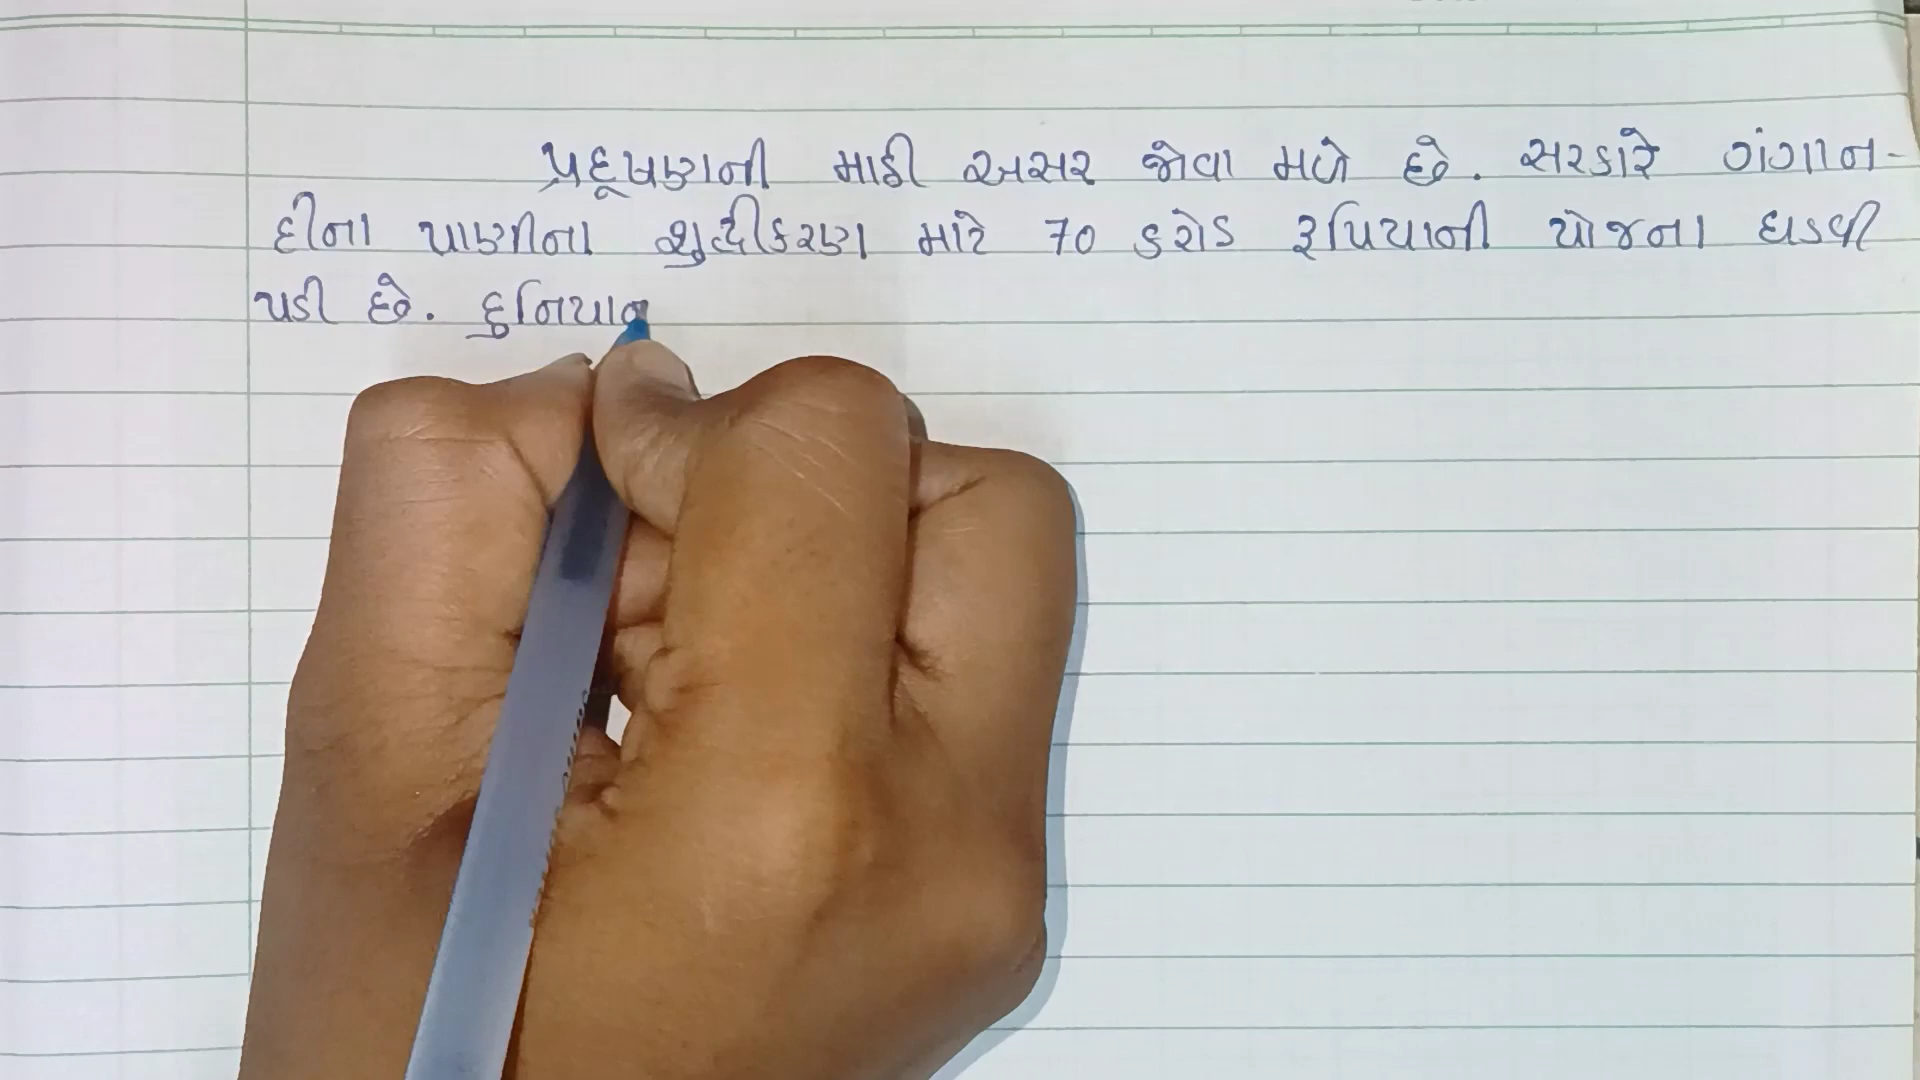 પ્રદૂષણની માઠી અસર જોવા મળે છે. સરકારે ગંગાન-
દીના પાણીના શુદ્ધીકરણ માટે 70 કરોડ રૂપિયાની યોજના ઘડવી
પડી છે. દુનિયાન